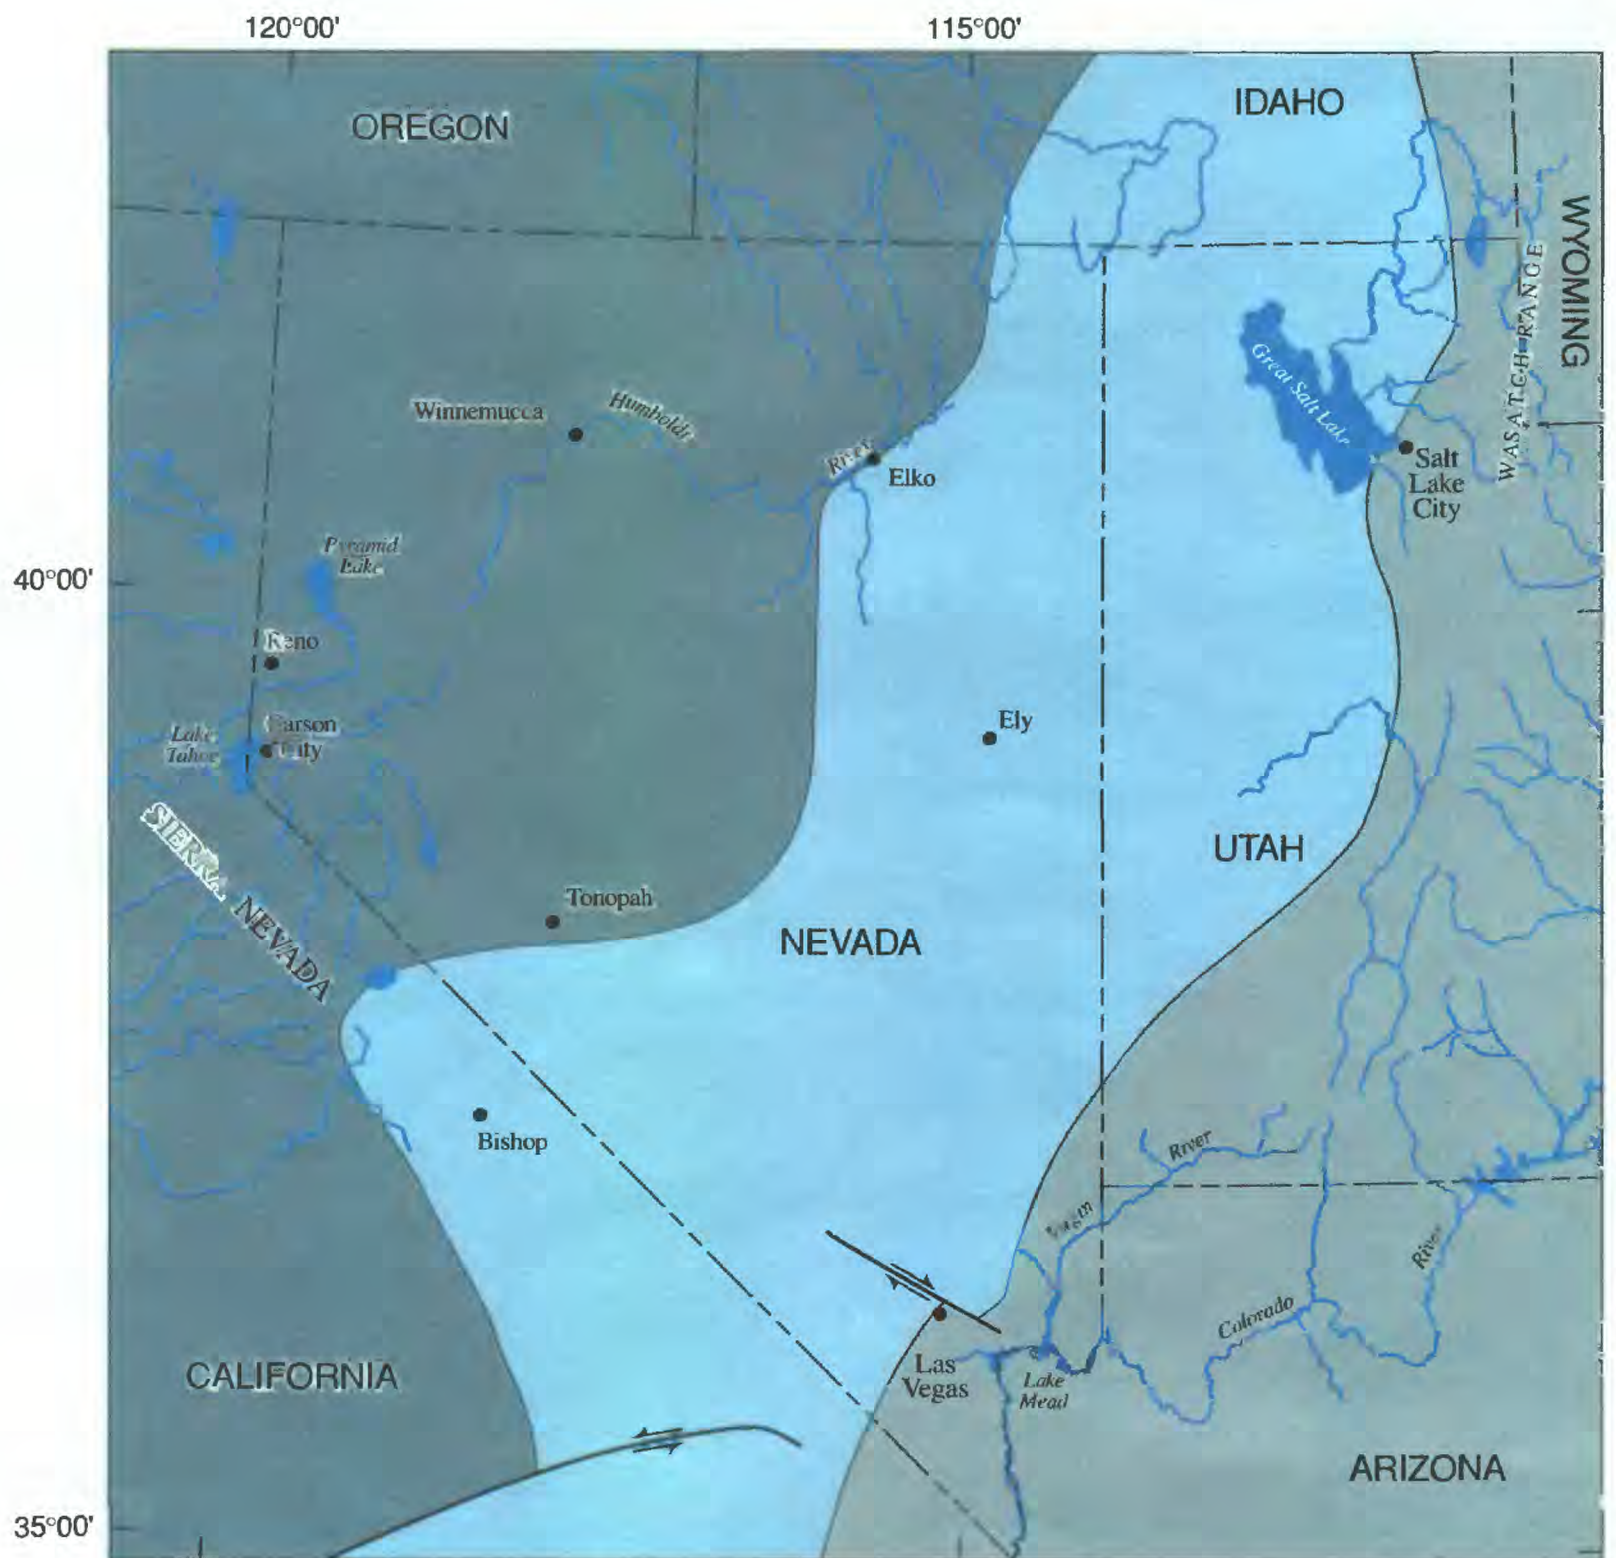 120°00'
115°00'
OREGON
IDAHO
WYOMING
WASATCH RANGE
Great Salt Lake
Winnemucca
Humboldt
River
Elko
Salt
Lake
City
Pyramid
Lake
40°00'
Reno
Carson
City
Lake
Tahoe
Ely
SIERRA NEVADA
UTAH
Tonopah
NEVADA
Bishop
Virgin
River
River
Colorado
Las
Vegas
Lake
Mead
CALIFORNIA
ARIZONA
35°00'